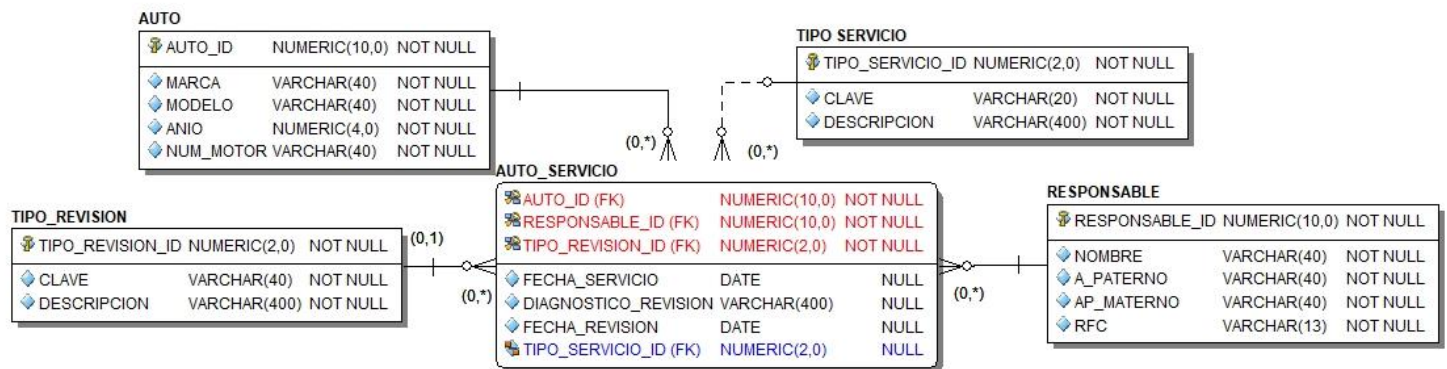 AUTO
AUTO_ID NUMERIC(10,0) NOT NULL
MARCA VARCHAR(40) NOT NULL
MODELO VARCHAR(40) NOT NULL
ANIO NUMERIC(4,0) NOT NULL
NUM_MOTOR VARCHAR(40) NOT NULL
(0,*)
TIPO SERVICIO
TIPO_SERVICIO_ID NUMERIC(2,0) NOT NULL
CLAVE VARCHAR(20) NOT NULL
DESCRIPCION VARCHAR(400) NOT NULL
(0,*)
TIPO_REVISION
TIPO_REVISION_ID NUMERIC(2,0) NOT NULL
CLAVE VARCHAR(40) NOT NULL
DESCRIPCION VARCHAR(400) NOT NULL
(0,1)
(0,*)
AUTO_SERVICIO
AUTO_ID (FK) NUMERIC(10,0) NOT NULL
RESPONSABLE_ID (FK) NUMERIC(10,0) NOT NULL
TIPO_REVISION_ID (FK) NUMERIC(2,0) NOT NULL
FECHA_SERVICIO DATE NULL
DIAGNOSTICO_REVISION VARCHAR(400) NULL
FECHA_REVISION DATE NULL
TIPO_SERVICIO_ID (FK) NUMERIC(2,0) NULL
(0,*)
RESPONSABLE
RESPONSABLE_ID NUMERIC(10,0) NOT NULL
NOMBRE VARCHAR(40) NOT NULL
A_PATERNO VARCHAR(40) NOT NULL
AP_MATERNO VARCHAR(40) NOT NULL
RFC VARCHAR(13) NOT NULL